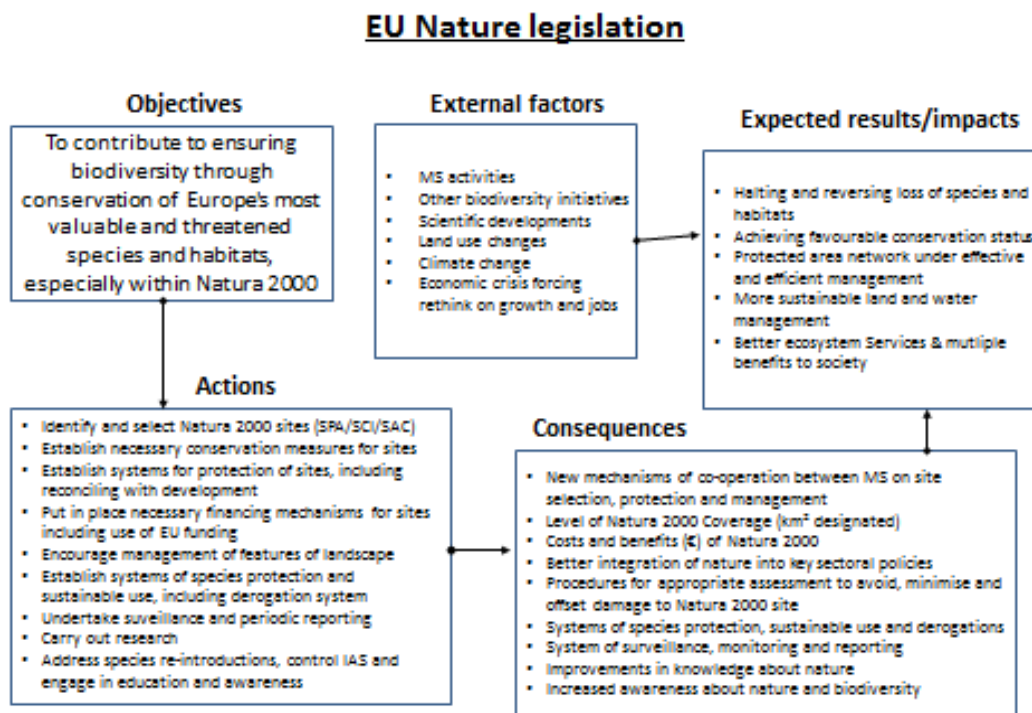 EU Nature legislation
Objectives
To contribute to ensuring
biodiversity through
conservation of Europe's most
valuable and threatened
species and habitats,
especially within Natura 2000
External factors
• MS activities
• Other biodiversity initiatives
• Scientific developments
• Land use changes
• Climate change
• Economic crisis forcing
rethink on growth and jobs
Expected results/impacts
• Halting and reversing loss of species and
habitats
• Achieving favourable conservation status
• Protected area network under effective
and efficient management
• More sustainable land and water
management
• Better ecosystem Services & mutliple
benefits to society
Actions
• Identify and select Natura 2000 sites (SPA/SCI/SAC)
• Establish necessary conservation measures for sites
• Establish systems for protection of sites, including
reconciling with development
• Put in place necessary financing mechanisms for sites
including use of EU funding
• Encourage management of features of landscape
• Establish systems of species protection and
sustainable use, including derogation system
• Undertake suveillance and periodic reporting
• Carry out research
• Address species re-introductions, control IAS and
engage in education and awareness
Consequences
• New mechanisms of co-operation between MS on site
selection, protection and management
• Level of Natura 2000 Coverage (km² designated)
• Costs and benefits (€) of Natura 2000
• Better integration of nature into key sectoral policies
• Procedures for appropriate assessment to avoid, minimise and
offset damage to Natura 2000 site
• Systems of species protection, sustainable use and derogations
• System of surveillance, monitoring and reporting
• Improvements in knowledge about nature
• Increased awareness about nature and biodiversity